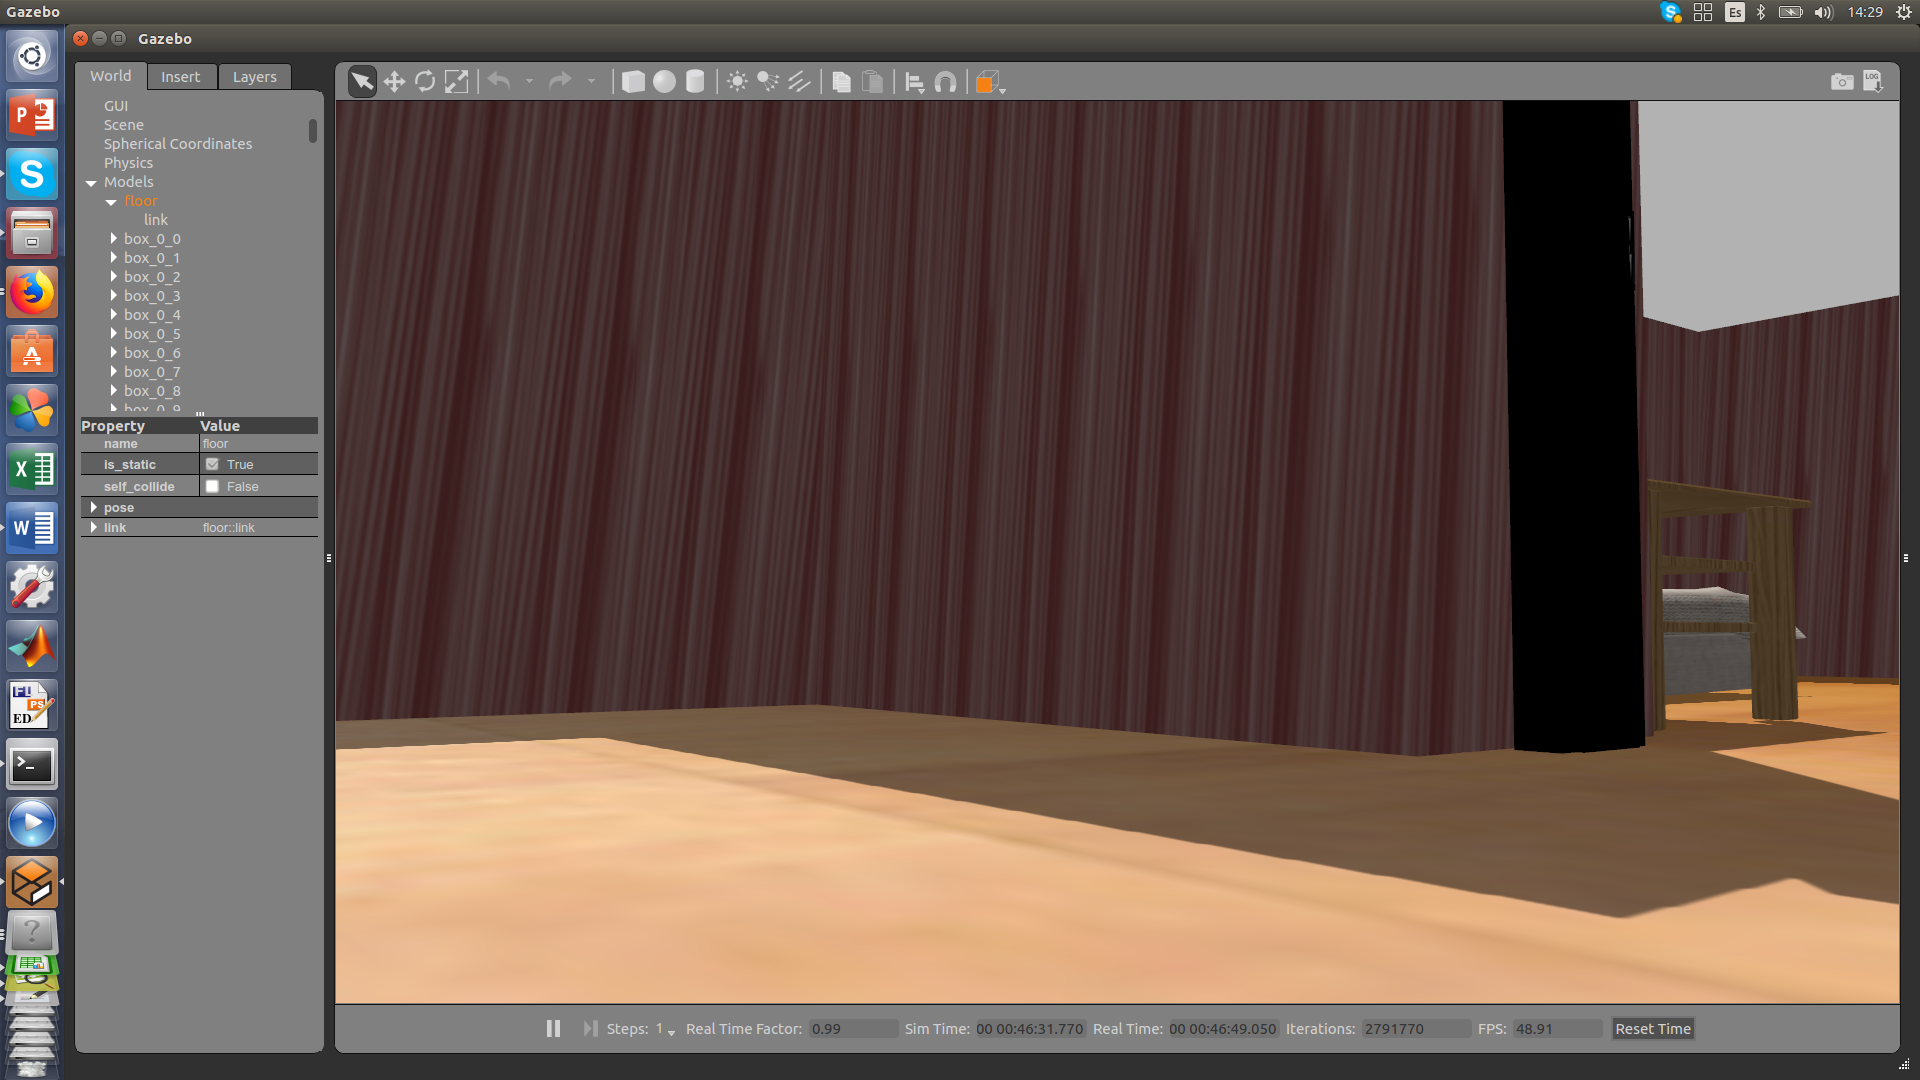 Gazebo
Es
14:29
Gazebo
World
Insert
Layers
LOG
GUI
Scene
Spherical Coordinates
Physics
Models
floor
link
box_0_0
box_0_1
box_0_2
box_0_3
box_0_4
box_0_5
box_0_6
box_0_7
box_0_8
box_0_9
Property Value
name floor
is_static True
self_collide False
pose
link floor::link
Steps: 1 Real Time Factor: 0.99 Sim Time: 00 00:46:31.770 Real Time: 00 00:46:49.050 Iterations: 2791770 FPS: 48.91 Reset Time